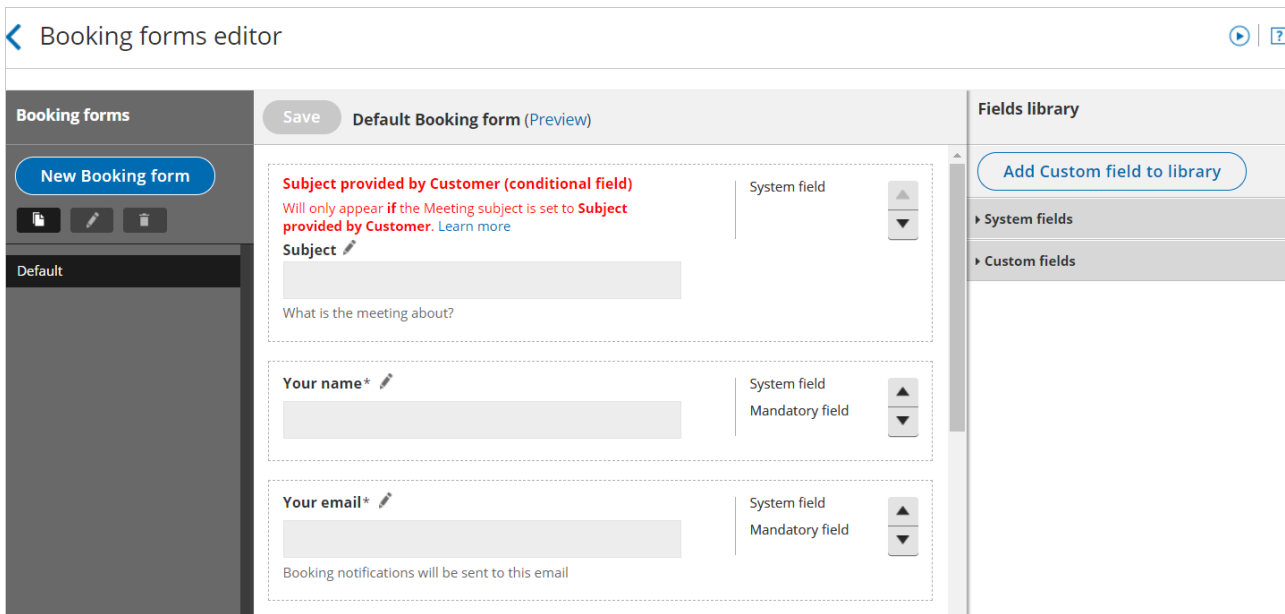 Booking forms editor
?
Booking forms
New Booking form
Default
Save
Default Booking form (Preview)
Subject provided by Customer (conditional field)
Will only appear if the Meeting subject is set to Subject
provided by Customer. Learn more
Subject
What is the meeting about?
System field
Your name*
System field
Mandatory field
Your email*
Booking notifications will be sent to this email
System field
Mandatory field
Fields library
Add Custom field to library
System fields
Custom fields